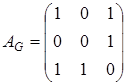 A_G = ( 1 0 1
0 0 1
1 1 0 )